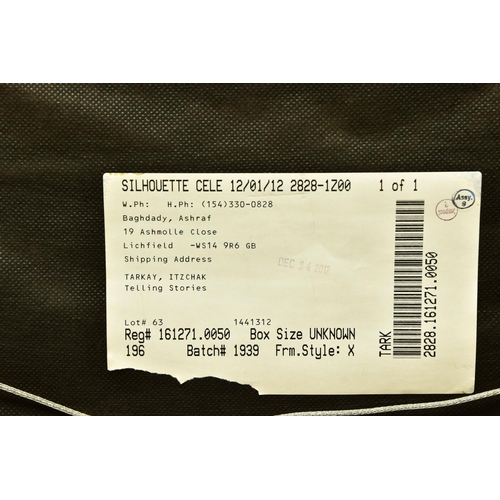 SILHOUETTE CELE 12/01/12 2828-1Z00 1 of 1
W.Ph: H.Ph: (154)330-0828
Baghdady, Ashraf
19 Ashmolle Close
Lichfield -WS14 9R6 GB
Shipping Address
DEC 2012
TARKAY, ITZCHAK
Telling Stories
Lot# 63 1441312
Reg# 161271.0050 Box Size UNKNOWN
196 Batch# 1939 Frm.Style: X
TARK
2828.161271.0050
Assy.
9